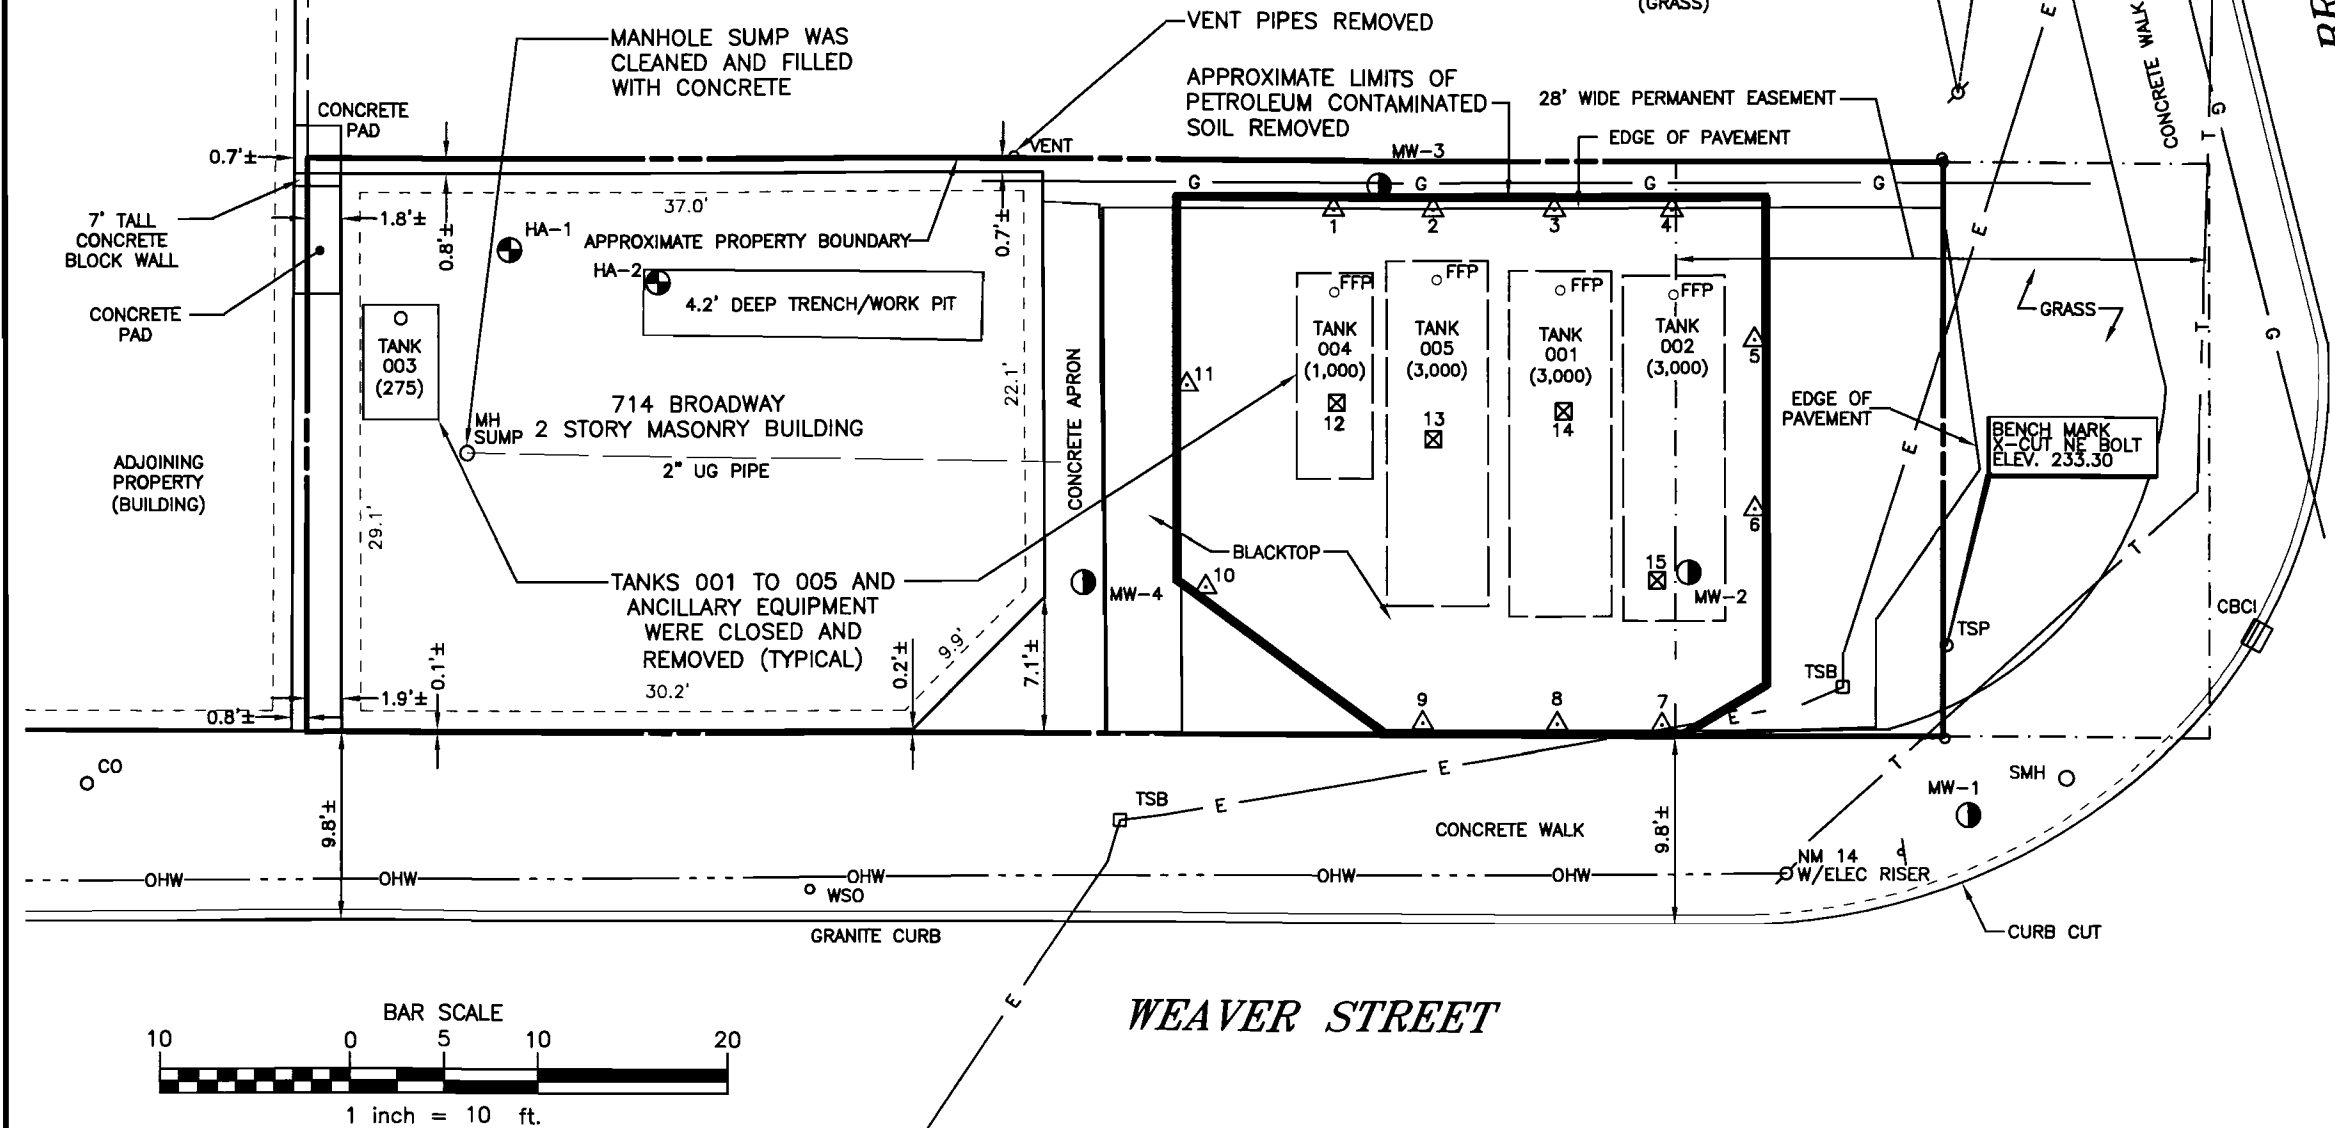 (GRASS)
E
CONCRETE WALK
MANHOLE SUMP WAS
CLEANED AND FILLED
WITH CONCRETE
VENT PIPES REMOVED
APPROXIMATE LIMITS OF
PETROLEUM CONTAMINATED
SOIL REMOVED
28' WIDE PERMANENT EASEMENT
EDGE OF PAVEMENT
G
T
CONCRETE
PAD
0.7'±
VENT
MW-3
G
G
G
G
7' TALL
CONCRETE
BLOCK WALL
1.8'±
0.8'±
37.0'
0.7'±
HA-1
APPROXIMATE PROPERTY BOUNDARY
HA-2
4.2' DEEP TRENCH/WORK PIT
1
2
3
4
E
CONCRETE
PAD
FFP
FFP
FFP
FFP
GRASS
T
G
TANK
003
(275)
TANK
004
(1,000)
TANK
005
(3,000)
TANK
001
(3,000)
TANK
002
(3,000)
5
11
22.1'
CONCRETE APRON
714 BROADWAY
2 STORY MASONRY BUILDING
MH
SUMP
2" UG PIPE
12
13
14
EDGE OF
PAVEMENT
E
BENCH MARK
X-CUT NE BOLT
ELEV. 233.30
ADJOINING
PROPERTY
(BUILDING)
29.1'
6
BLACKTOP
T
15
10
MW-2
MW-4
TANKS 001 TO 005 AND
ANCILLARY EQUIPMENT
WERE CLOSED AND
REMOVED (TYPICAL)
CBCI
TSP
TSB
0.1'±
0.2'±
9.9'
7.1'±
1.9'±
30.2'
0.8'±
9
8
7
E
CO
E
T
SMH
MW-1
TSB
E
9.8'±
9.8'±
CONCRETE WALK
NM 14
W/ELEC RISER
OHW
OHW
OHW
OHW
OHW
WSO
GRANITE CURB
CURB CUT
E
WEAVER STREET
BAR SCALE
10 0 5 10 20
1 inch = 10 ft.